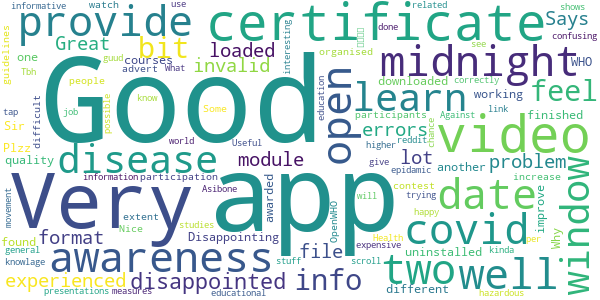 informative
watch
use
related
shows
done
confusing
provide
certificate
Says
guidelines
Great
bit
loaded
interesting
organised
see
midnight
WHO
one
courses
advert
What
invalid
downloaded
correctly
Tbh
people
Some
education
learn
working
feel
tap
difficult
job
know
possible
Good
open
participants
Against
link
finished
Sir
guud
Useful
errors
reddit
chance
video
Plzz
disease
world
higher
lot
another
problem
quality
module
give
epidamic
increase
information
participation
will
date
window
movement
Very
app
Asibone
contest
trying
improve
Why
extent
awarded
OpenWHO
happy
covid
found
format
Nice
studies
Disappointing
uninstalled
kinda
general
file
Health
different
knowlage
awareness
stuff
expensive
two
well
per
experienced
disappointed
info
scroll
presentations
measures
educational
hazardous